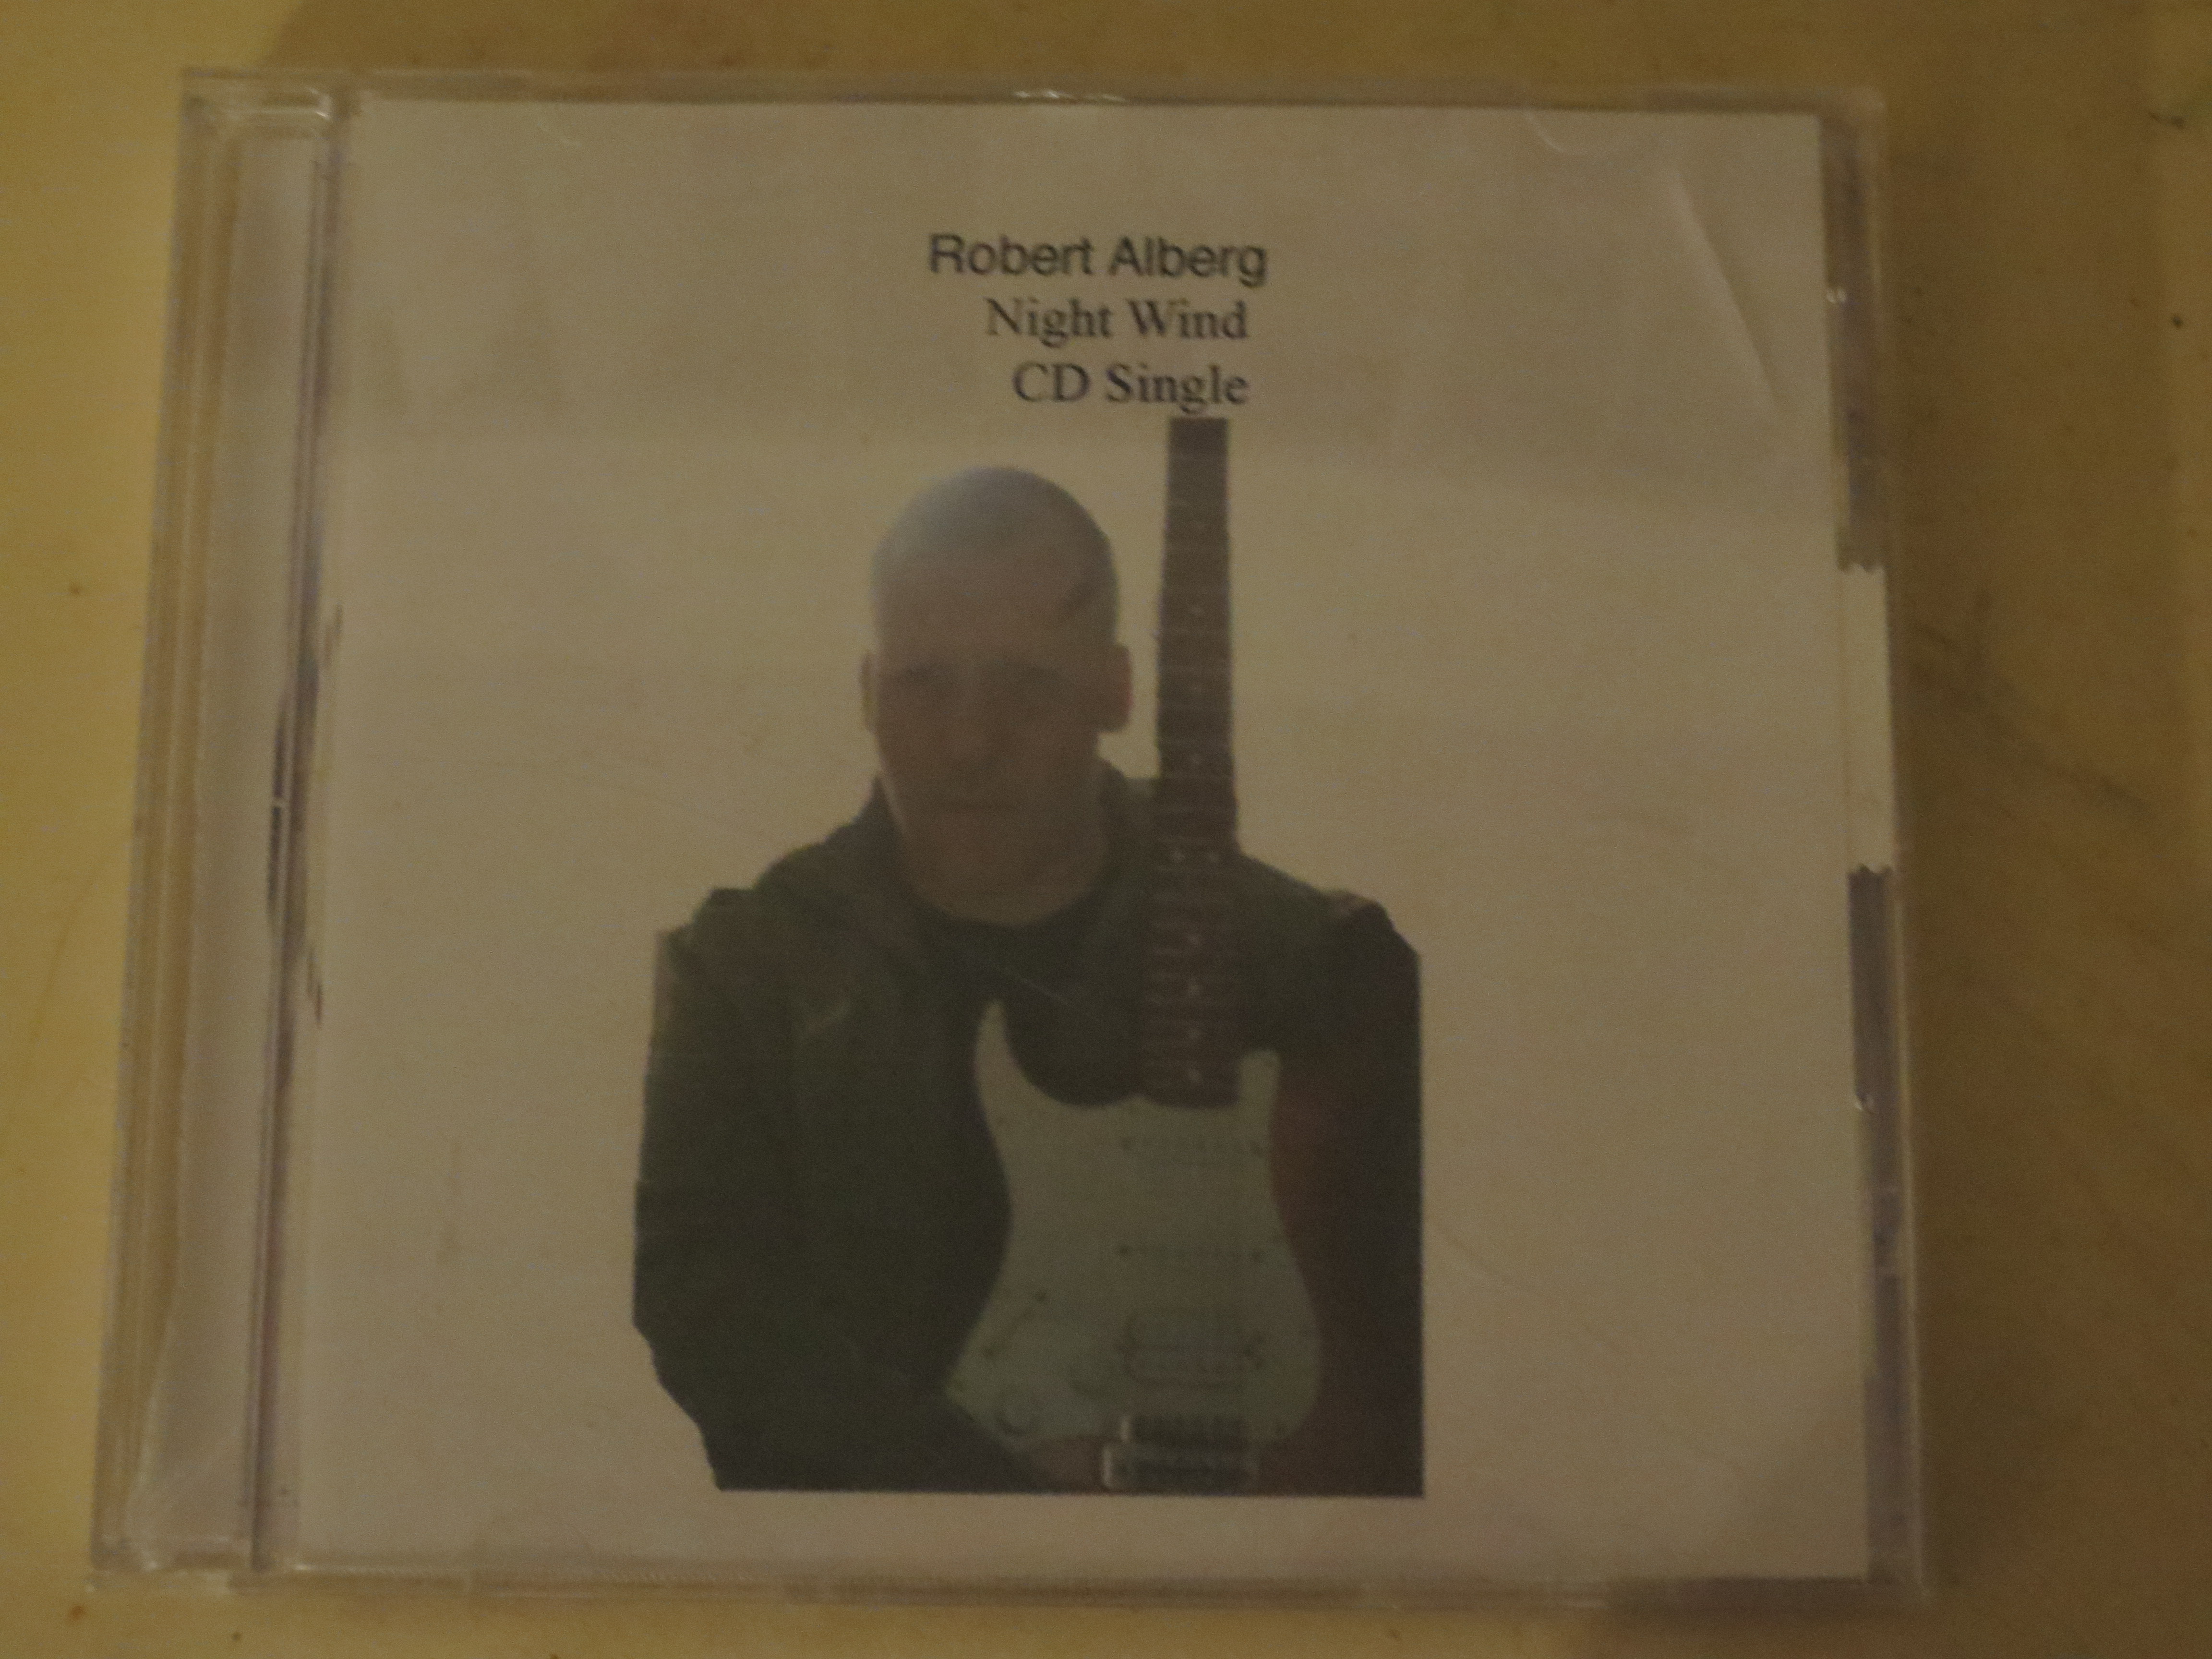 Robert Alberg
Night Wind
CD Single